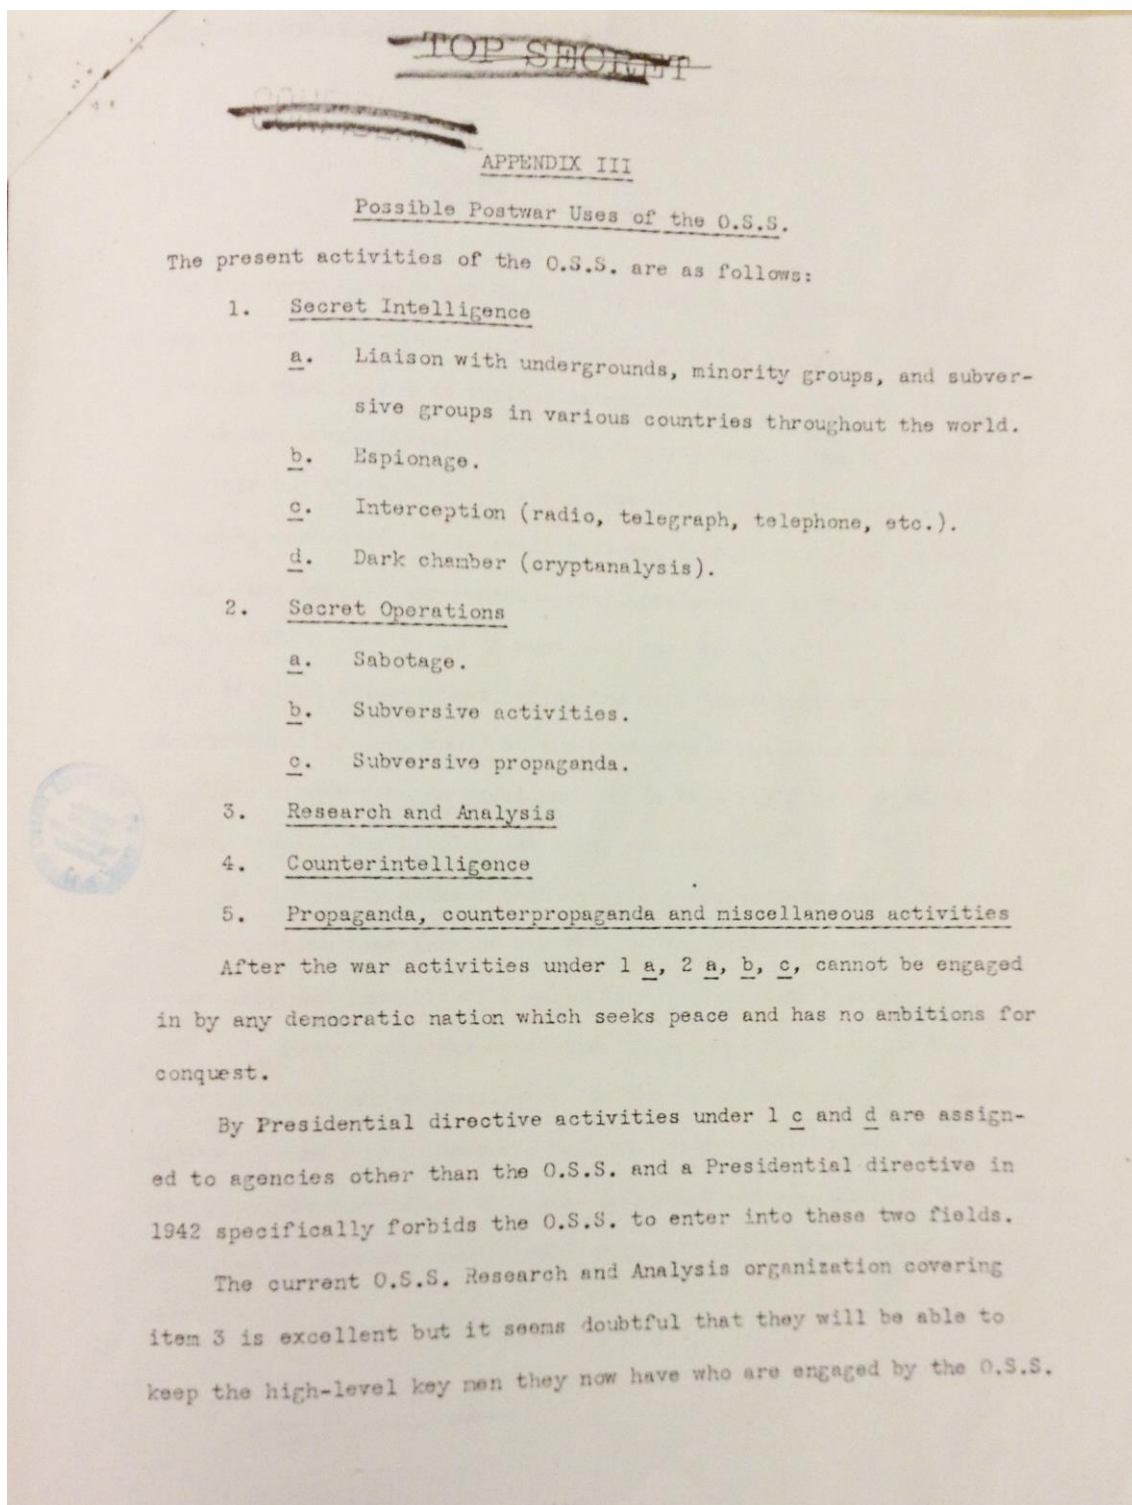 TOP SECRET
APPENDIX III
Possible Postwar Uses of the O.S.S.
The present activities of the O.S.S. are as follows:
1. Secret Intelligence
a. Liaison with undergrounds, minority groups, and subver-
sive groups in various countries throughout the world.
b. Espionage.
c. Interception (radio, telegraph, telephone, etc.).
d. Dark chamber (cryptanalysis).
2. Secret Operations
a. Sabotage.
b. Subversive activities.
c. Subversive propaganda.
3. Research and Analysis
4. Counterintelligence
5. Propaganda, counterpropaganda and miscellaneous activities
After the war activities under 1 a, 2 a, b, c, cannot be engaged
in by any democratic nation which seeks peace and has no ambitions for
conquest.
By Presidential directive activities under 1 c and d are assign-
ed to agencies other than the O.S.S. and a Presidential directive in
1942 specifically forbids the O.S.S. to enter into these two fields.
The current O.S.S. Research and Analysis organization covering
item 3 is excellent but it seems doubtful that they will be able to
keep the high-level key men they now have who are engaged by the O.S.S.